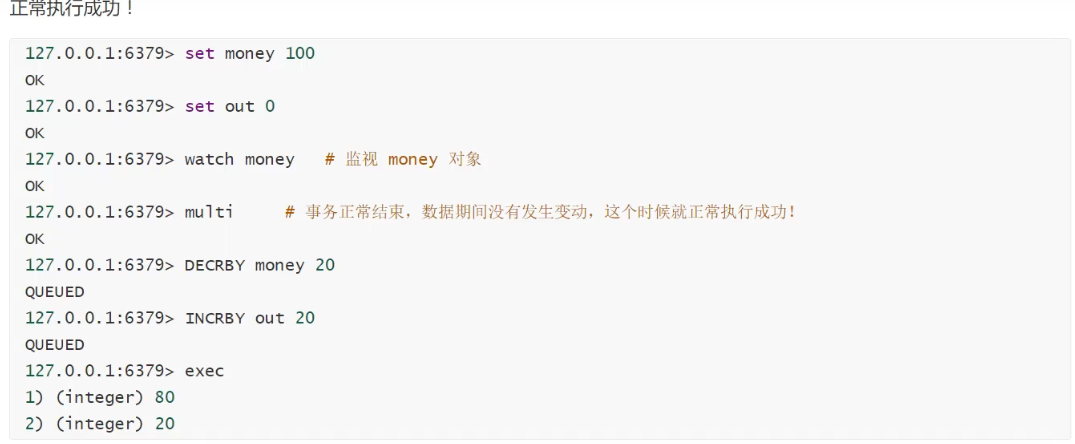 正常执行成功！
127.0.0.1:6379> set money 100
OK
127.0.0.1:6379> set out 0
OK
127.0.0.1:6379> watch money   # 监视 money 对象
OK
127.0.0.1:6379> multi     # 事务正常结束，数据期间没有发生变动，这个时候就正常执行成功！
OK
127.0.0.1:6379> DECRBY money 20
QUEUED
127.0.0.1:6379> INCRBY out 20
QUEUED
127.0.0.1:6379> exec
1) (integer) 80
2) (integer) 20